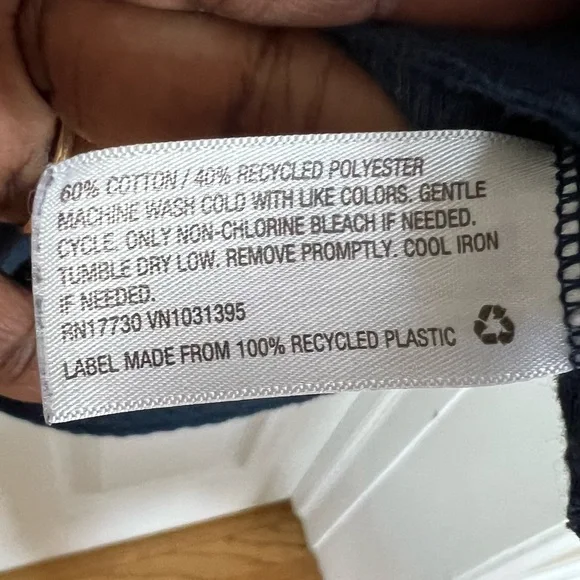 60% COTTON / 40% RECYCLED POLYESTER
MACHINE WASH COLD WITH LIKE COLORS. GENTLE
CYCLE. ONLY NON-CHLORINE BLEACH IF NEEDED.
TUMBLE DRY LOW. REMOVE PROMPTLY. COOL IRON
IF NEEDED.
RN17730 VN1031395
LABEL MADE FROM 100% RECYCLED PLASTIC